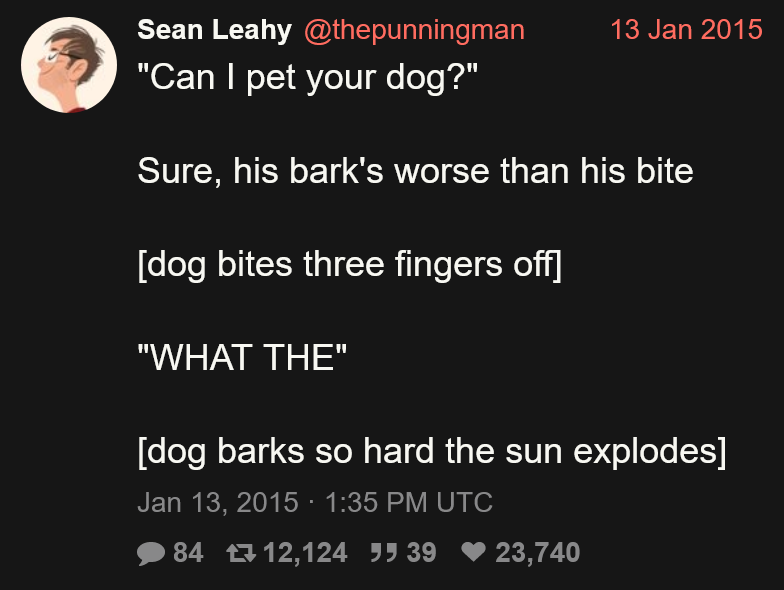 Sean Leahy @thepunningman 13 Jan 2015
"Can I pet your dog?"
Sure, his bark's worse than his bite
[dog bites three fingers off]
"WHAT THE"
[dog barks so hard the sun explodes]
Jan 13, 2015 · 1:35 PM UTC
84 12,124 39 23,740